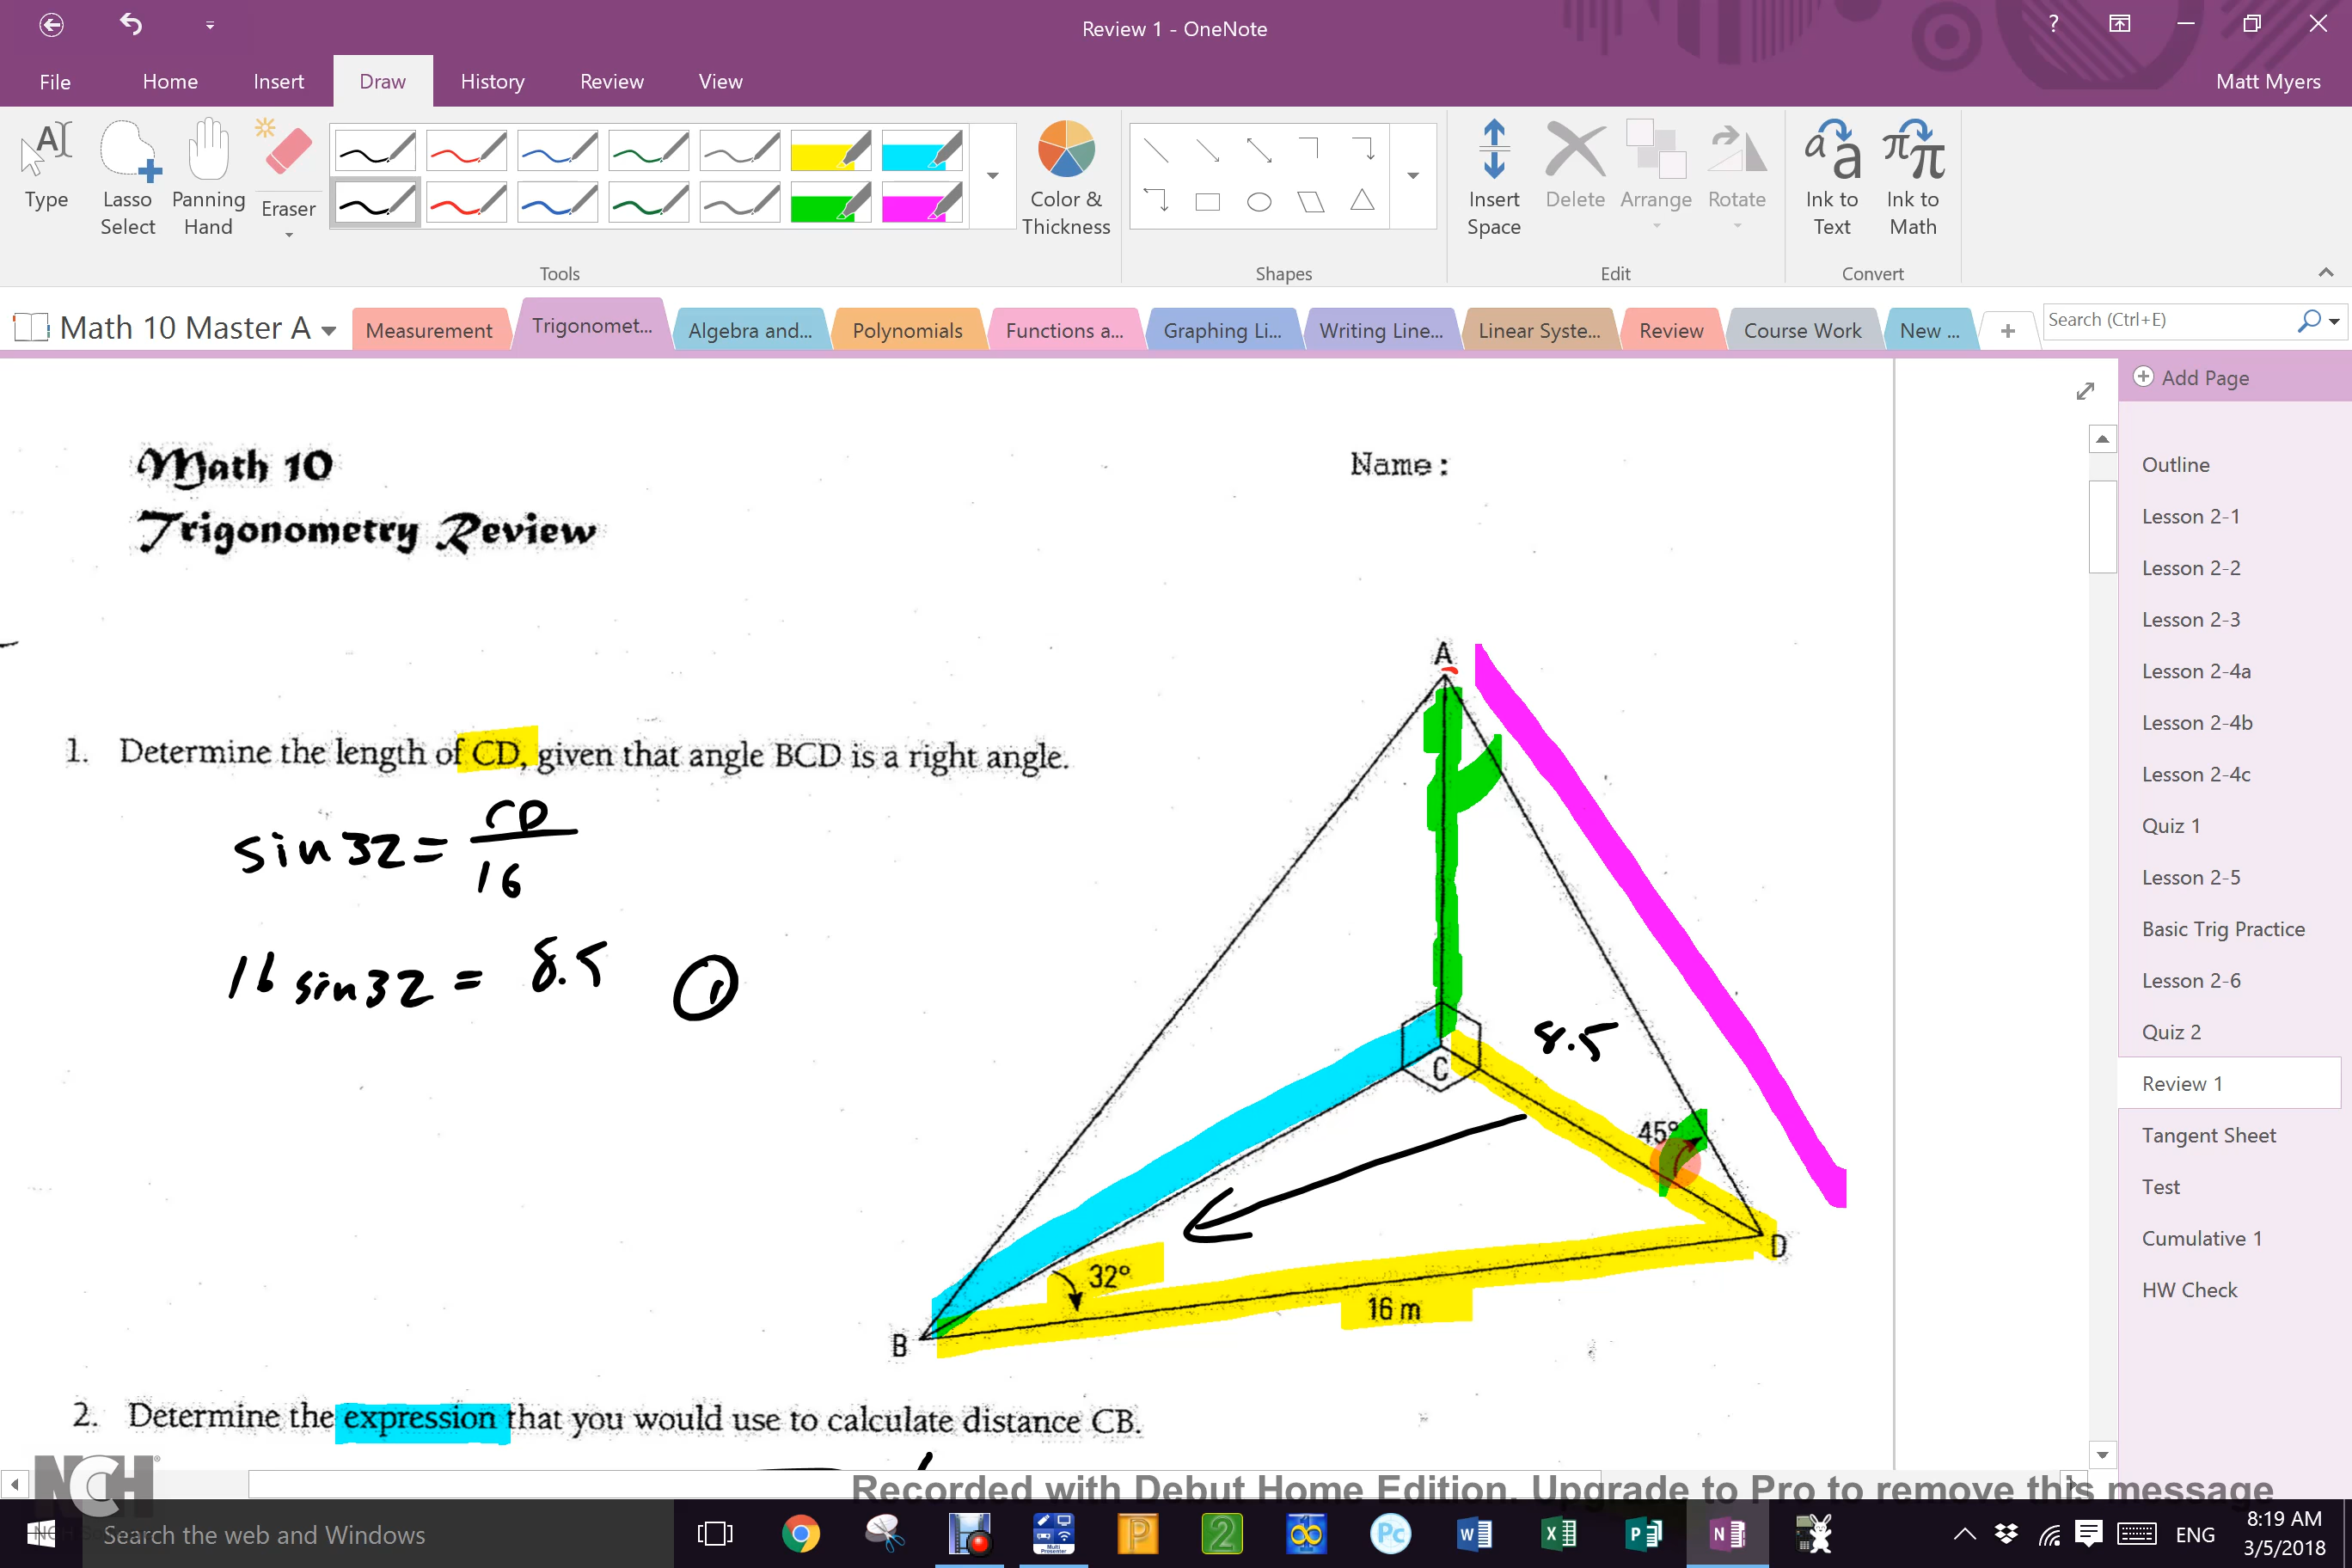 Review 1 - OneNote
?
File Home Insert Draw History Review View
Matt Myers
Type
Lasso Select
Panning Hand
Eraser
Color & Thickness
Insert Space
Delete
Arrange
Rotate
Ink to Text
Ink to Math
Tools
Shapes
Edit
Convert
Math 10 Master A
Measurement
Trigonomet...
Algebra and...
Polynomials
Functions a...
Graphing Li...
Writing Line...
Linear Syste...
Review
Course Work
New ...
+
Search (Ctrl+E)
Add Page
Outline
Lesson 2-1
Lesson 2-2
Lesson 2-3
Lesson 2-4a
Lesson 2-4b
Lesson 2-4c
Quiz 1
Lesson 2-5
Basic Trig Practice
Lesson 2-6
Quiz 2
Review 1
Tangent Sheet
Test
Cumulative 1
HW Check
Math 10
Name:
Trigonometry Review
1. Determine the length of CD, given that angle BCD is a right angle.
sin 32 = CD
16
16 sin 32 = 8.5 ①
A
8.5
C
45°
32°
D
16 m
B
2. Determine the expression that you would use to calculate distance CB.
NCH
Recorded with Debut Home Edition. Upgrade to Pro to remove this message
Search the web and Windows
ENG
8:19 AM
3/5/2018